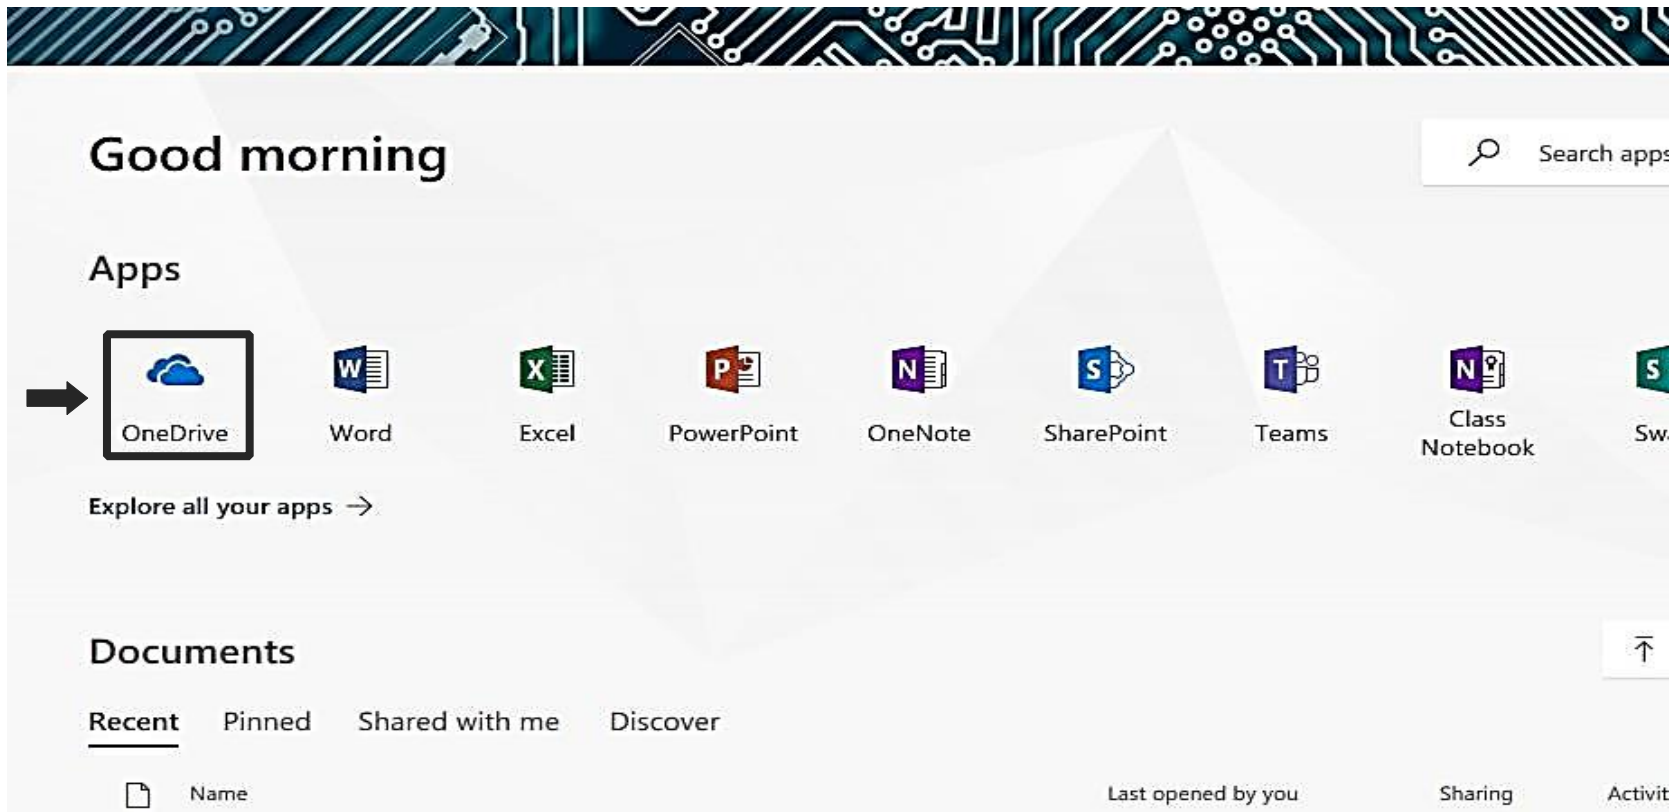 Good morning
Search apps
Apps
OneDrive
Word
Excel
PowerPoint
OneNote
SharePoint
Teams
Class
Notebook
Explore all your apps →
Documents
Recent Pinned Shared with me Discover
Name Last opened by you Sharing